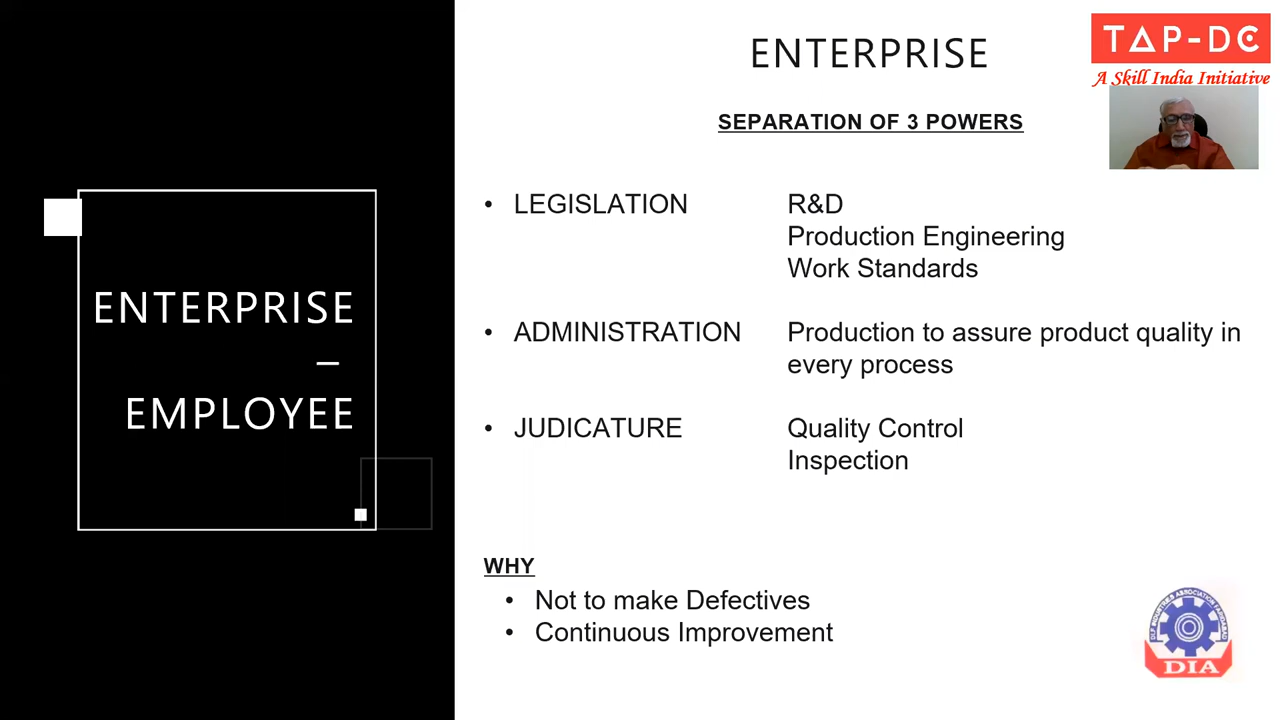 ENTERPRISE
–
EMPLOYEE
ENTERPRISE
SEPARATION OF 3 POWERS
• LEGISLATION R&D
Production Engineering
Work Standards
• ADMINISTRATION Production to assure product quality in
every process
• JUDICATURE Quality Control
Inspection
WHY
• Not to make Defectives
• Continuous Improvement
TAP-DC
A Skill India Initiative
DIA